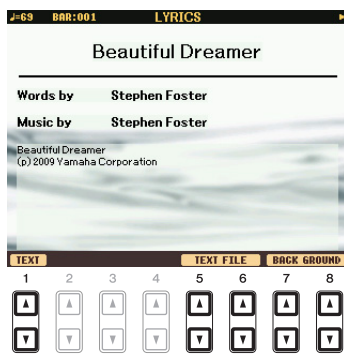 ♩=69 BAR:001 LYRICS
Beautiful Dreamer
Words by Stephen Foster
Music by Stephen Foster
Beautiful Dreamer
(p) 2009 Yamaha Corporation
TEXT TEXT FILE BACK GROUND
1 2 3 4 5 6 7 8